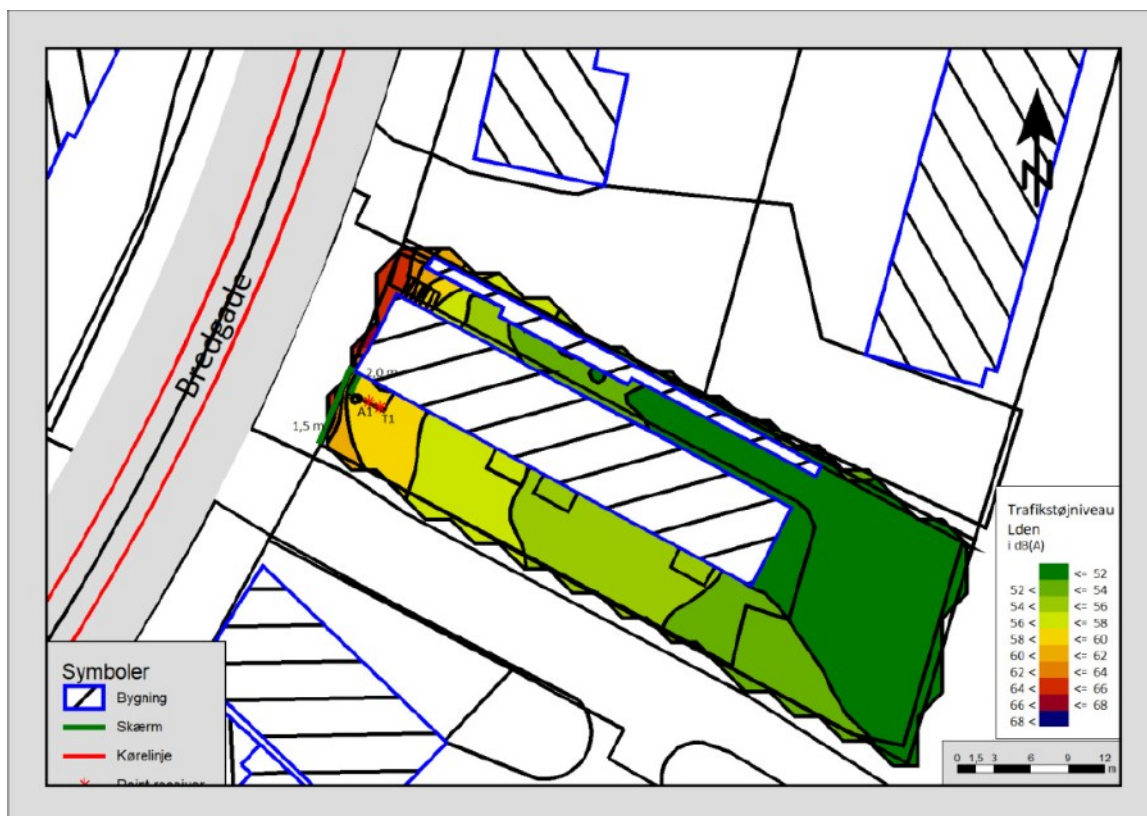 Bredgade
2,0 m
A1
T1
1,5 m
Z
Trafikstøjniveau
Lden
i dB(A)
<= 52
52 < <= 54
54 < <= 56
56 < <= 58
58 < <= 60
60 < <= 62
62 < <= 64
64 < <= 66
66 < <= 68
68 <
Symboler
Bygning
Skærm
Kørelinje
Point receiver
0 1,5 3 6 9 12
m